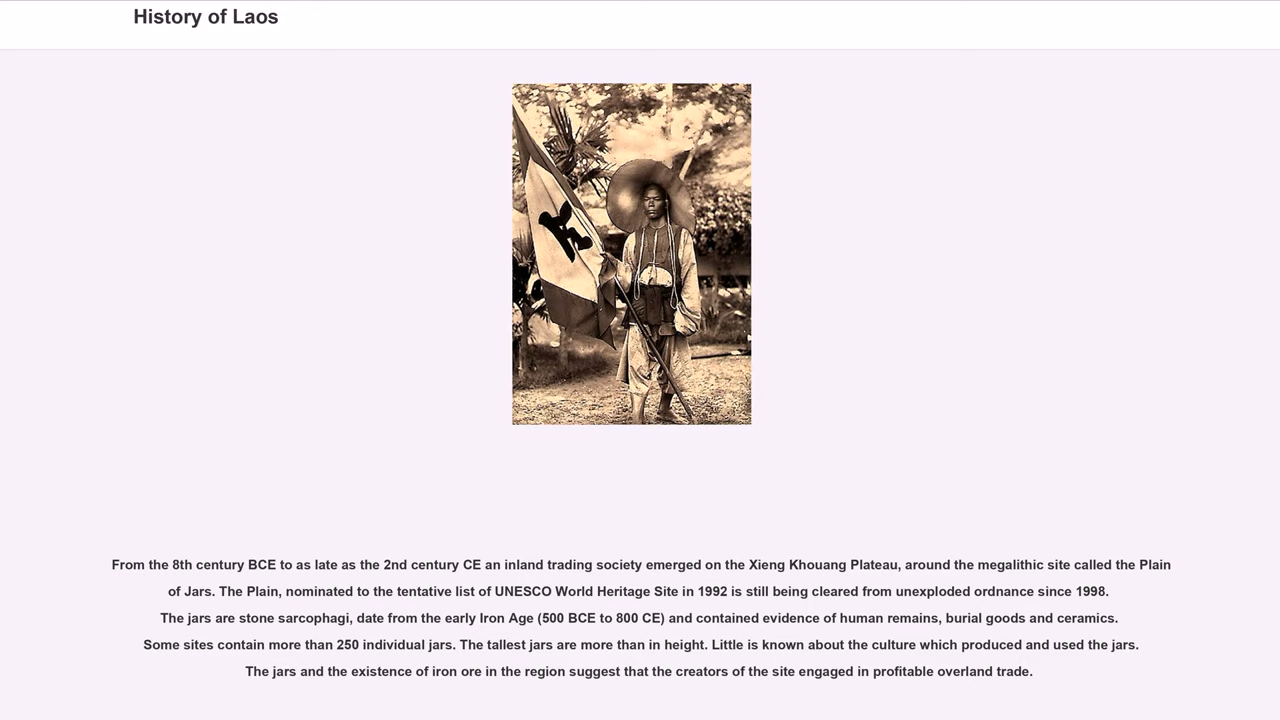 History of Laos
From the 8th century BCE to as late as the 2nd century CE an inland trading society emerged on the Xieng Khouang Plateau, around the megalithic site called the Plain
of Jars. The Plain, nominated to the tentative list of UNESCO World Heritage Site in 1992 is still being cleared from unexploded ordnance since 1998.
The jars are stone sarcophagi, date from the early Iron Age (500 BCE to 800 CE) and contained evidence of human remains, burial goods and ceramics.
Some sites contain more than 250 individual jars. The tallest jars are more than in height. Little is known about the culture which produced and used the jars.
The jars and the existence of iron ore in the region suggest that the creators of the site engaged in profitable overland trade.